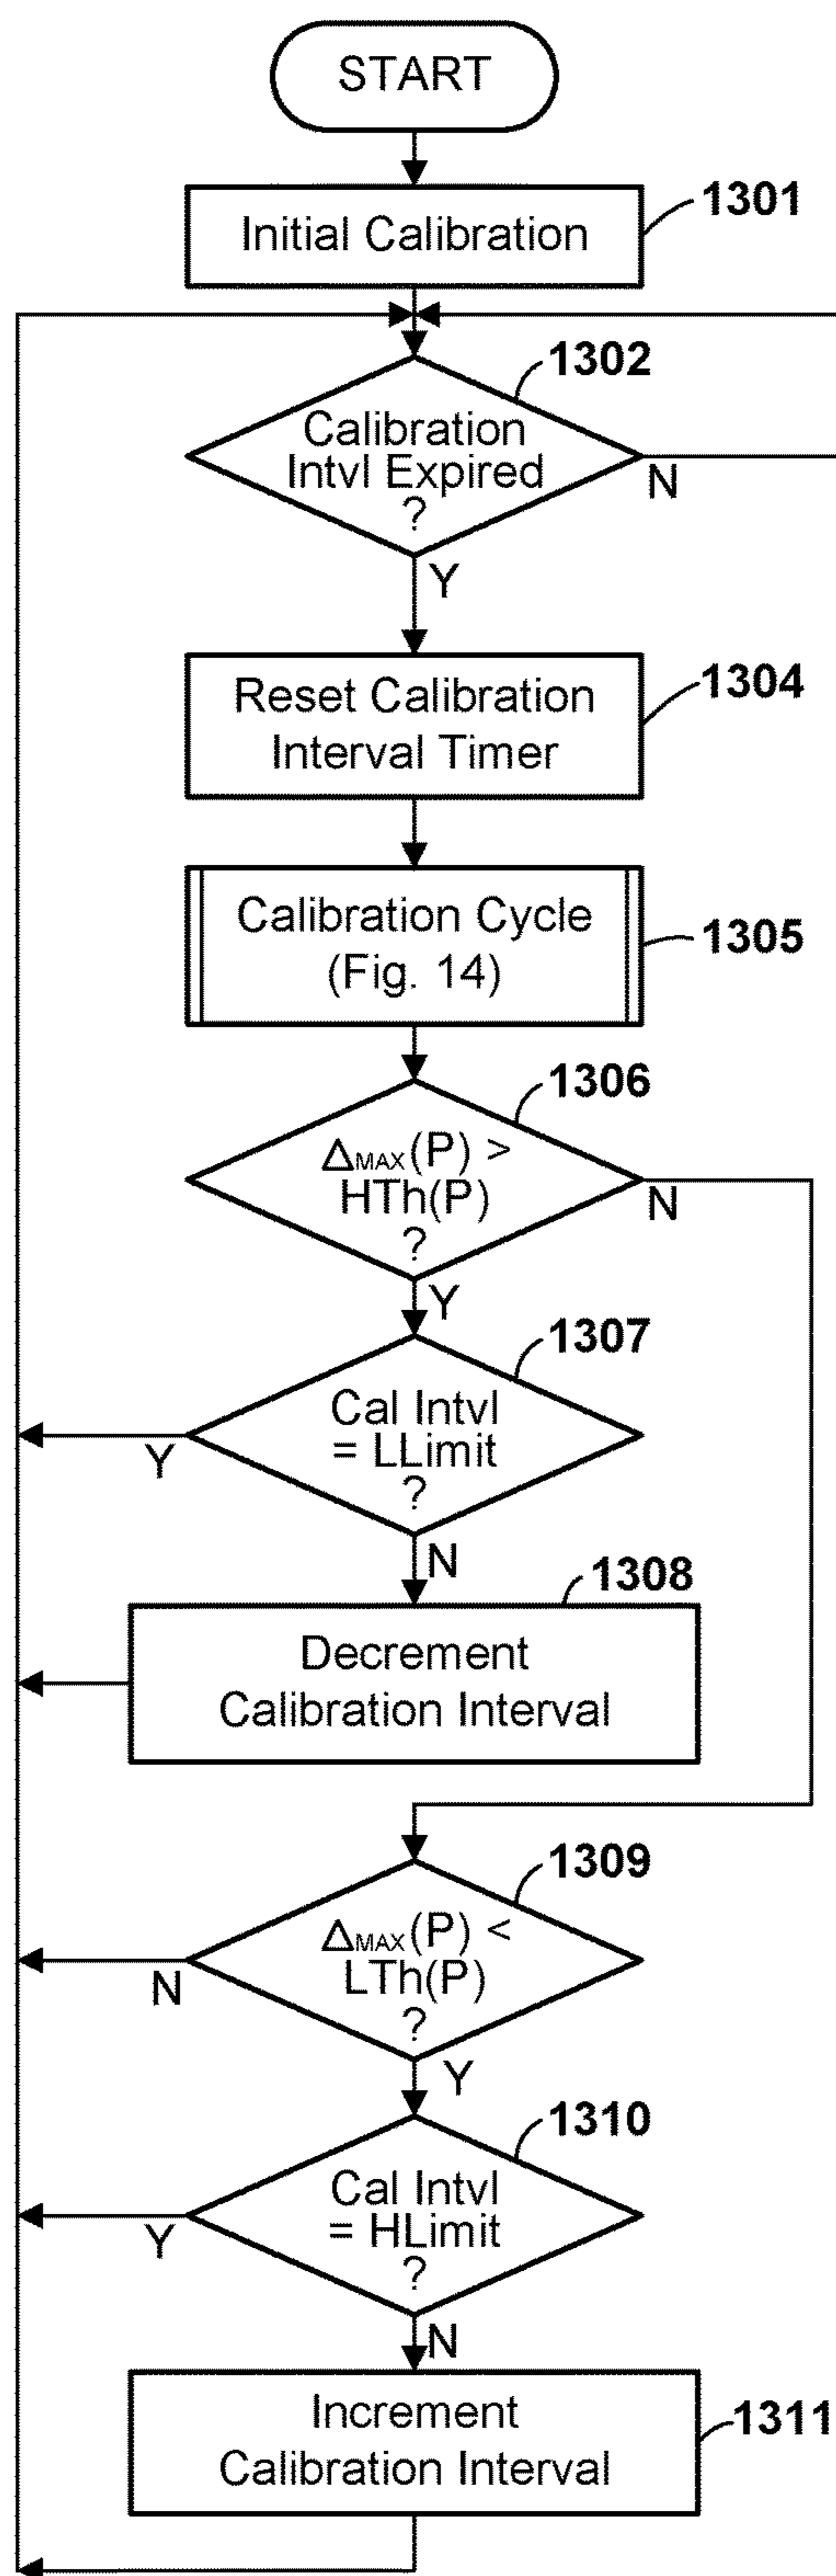 START
Initial Calibration
1301
1302
Calibration
Intvl Expired
?
N
Y
Reset Calibration
Interval Timer
1304
Calibration Cycle
(Fig. 14)
1305
1306
ΔMAX(P) >
HTh(P)
?
N
Y
1307
Cal Intvl
= LLimit
?
Y
N
1308
Decrement
Calibration Interval
1309
ΔMAX(P) <
LTh(P)
?
N
Y
1310
Cal Intvl
= HLimit
?
Y
N
Increment
Calibration Interval
1311